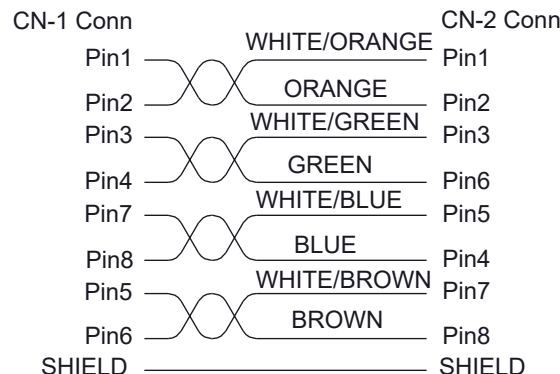 CN-1 Conn CN-2 Conn
Pin1 WHITE/ORANGE Pin1
Pin2 ORANGE Pin2
Pin3 WHITE/GREEN Pin3
Pin4 GREEN Pin6
Pin7 WHITE/BLUE Pin5
Pin8 BLUE Pin4
Pin5 WHITE/BROWN Pin7
Pin6 BROWN Pin8
SHIELD SHIELD